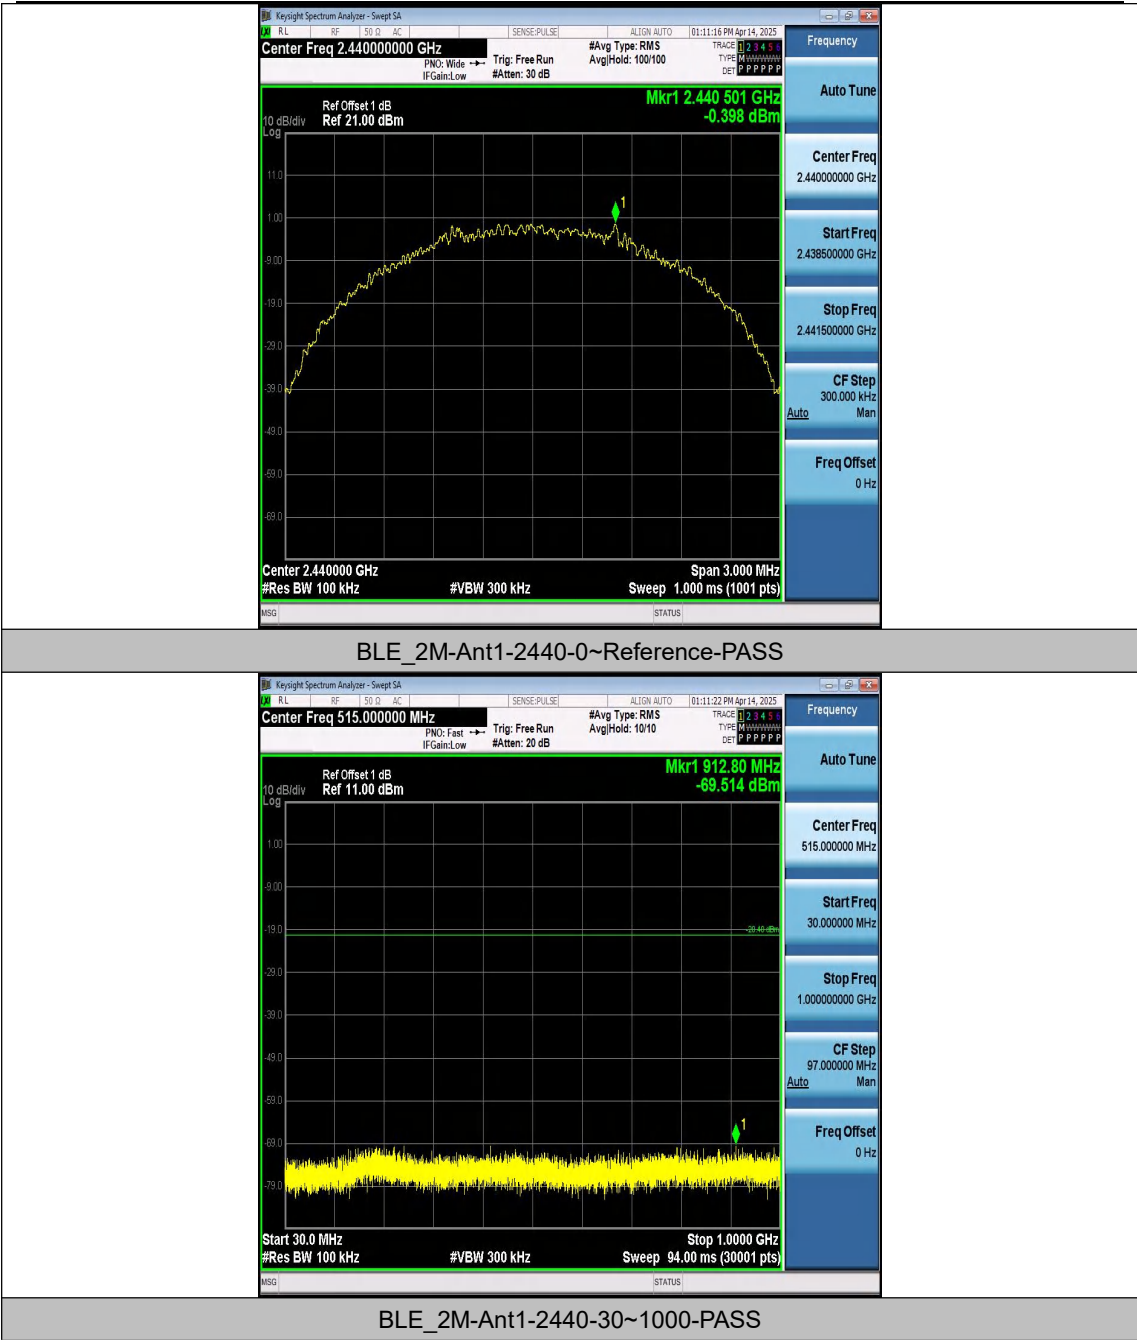 Keysight Spectrum Analyzer - Swept SA
RL RF 50 Ω AC SENSE:PULSE ALIGN AUTO 01:11:16 PM Apr 14, 2025
Center Freq 2.440000000 GHz
PNO: Wide
IFGain:Low
Trig: Free Run
#Atten: 30 dB
#Avg Type: RMS
Avg|Hold: 100/100
TRACE 1 2 3 4 5 6
TYPE M
DET P P P P P P
Mkr1 2.440 501 GHz
-0.398 dBm
Ref Offset 1 dB
10 dB/div Ref 21.00 dBm
Log
11.0
1.00
-9.00
-19.0
-29.0
-39.0
-49.0
-59.0
-69.0
1
Center 2.440000 GHz Span 3.000 MHz
#Res BW 100 kHz #VBW 300 kHz Sweep 1.000 ms (1001 pts)
MSG STATUS
Frequency
Auto Tune
Center Freq
2.440000000 GHz
Start Freq
2.438500000 GHz
Stop Freq
2.441500000 GHz
CF Step
300.000 kHz
Auto Man
Freq Offset
0 Hz
BLE_2M-Ant1-2440-0~Reference-PASS
Keysight Spectrum Analyzer - Swept SA
RL RF 50 Ω AC SENSE:PULSE ALIGN AUTO 01:11:22 PM Apr 14, 2025
Center Freq 515.000000 MHz
PNO: Fast
IFGain:Low
Trig: Free Run
#Atten: 20 dB
#Avg Type: RMS
Avg|Hold: 10/10
TRACE 1 2 3 4 5 6
TYPE M
DET P P P P P P
Mkr1 912.80 MHz
-69.514 dBm
Ref Offset 1 dB
10 dB/div Ref 11.00 dBm
Log
1.00
-9.00
-19.0
-20.40 dBm
-29.0
-39.0
-49.0
-59.0
-69.0
-79.0
1
Start 30.0 MHz Stop 1.0000 GHz
#Res BW 100 kHz #VBW 300 kHz Sweep 94.00 ms (30001 pts)
MSG STATUS
Frequency
Auto Tune
Center Freq
515.000000 MHz
Start Freq
30.000000 MHz
Stop Freq
1.000000000 GHz
CF Step
97.000000 MHz
Auto Man
Freq Offset
0 Hz
BLE_2M-Ant1-2440-30~1000-PASS